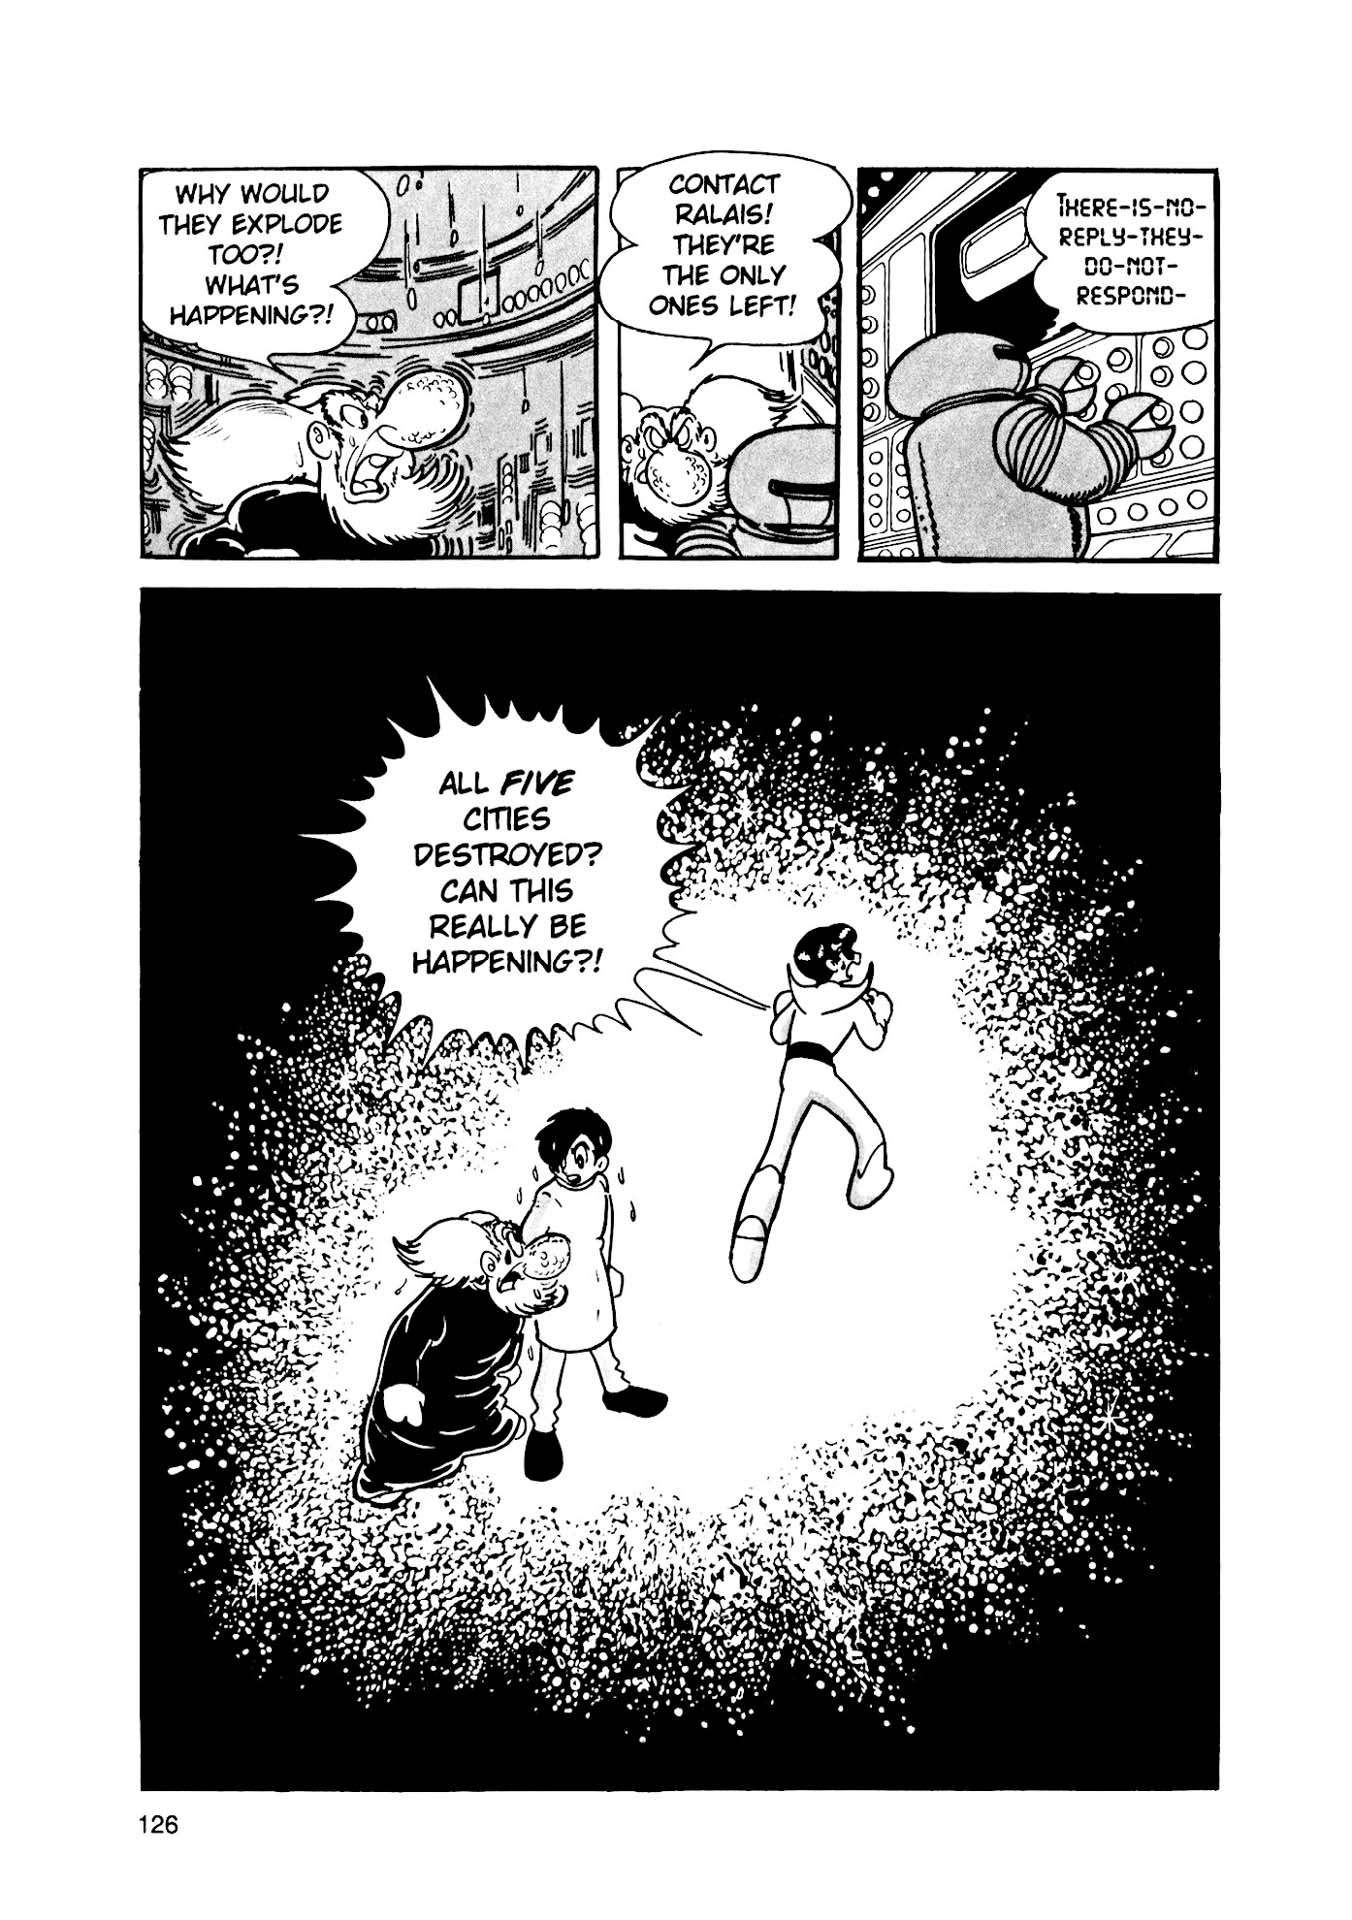 WHY WOULD
THEY EXPLODE
TOO?!
WHAT'S
HAPPENING?!
CONTACT
RALAIS!
THEY'RE
THE ONLY
ONES LEFT!
THERE-IS-NO-
REPLY-THEY-
DO-NOT-
RESPOND-
ALL FIVE
CITIES
DESTROYED?
CAN THIS
REALLY BE
HAPPENING?!
126